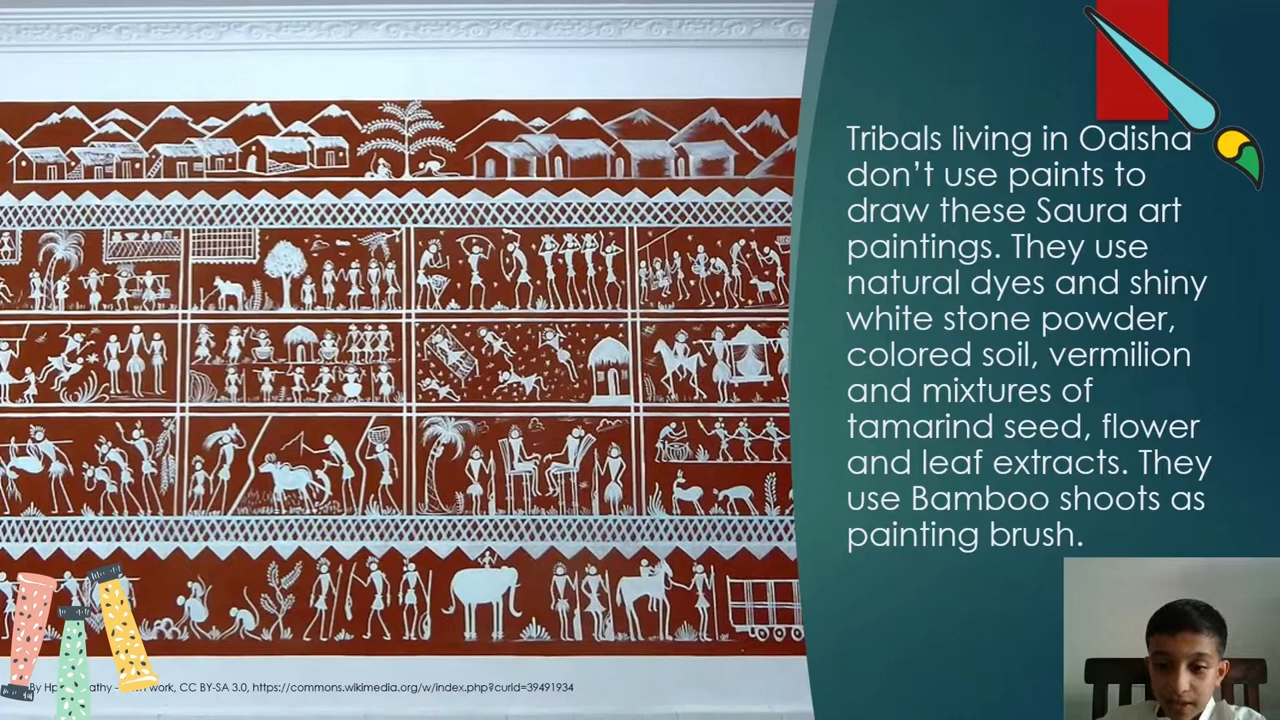 Tribals living in Odisha
don’t use paints to
draw these Saura art
paintings. They use
natural dyes and shiny
white stone powder,
colored soil, vermilion
and mixtures of
tamarind seed, flower
and leaf extracts. They
use Bamboo shoots as
painting brush.
By work, CC BY-SA 3.0, https://commons.wikimedia.org/w/index.php?curid=39491934